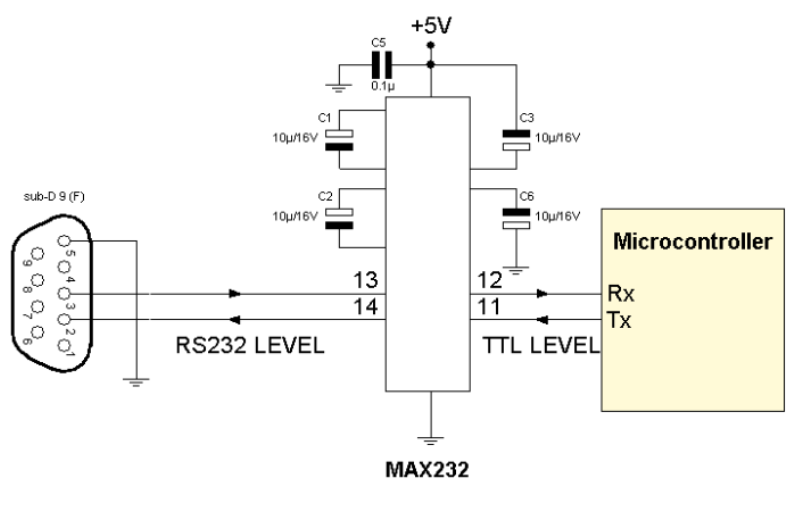 +5V
C5
0.1µ
C1
10µ/16V
C3
10µ/16V
C2
10µ/16V
C6
10µ/16V
sub-D 9 (F)
5
9
4
8
3
7
2
6
1
Microcontroller
13
12
Rx
14
11
Tx
RS232 LEVEL
TTL LEVEL
MAX232